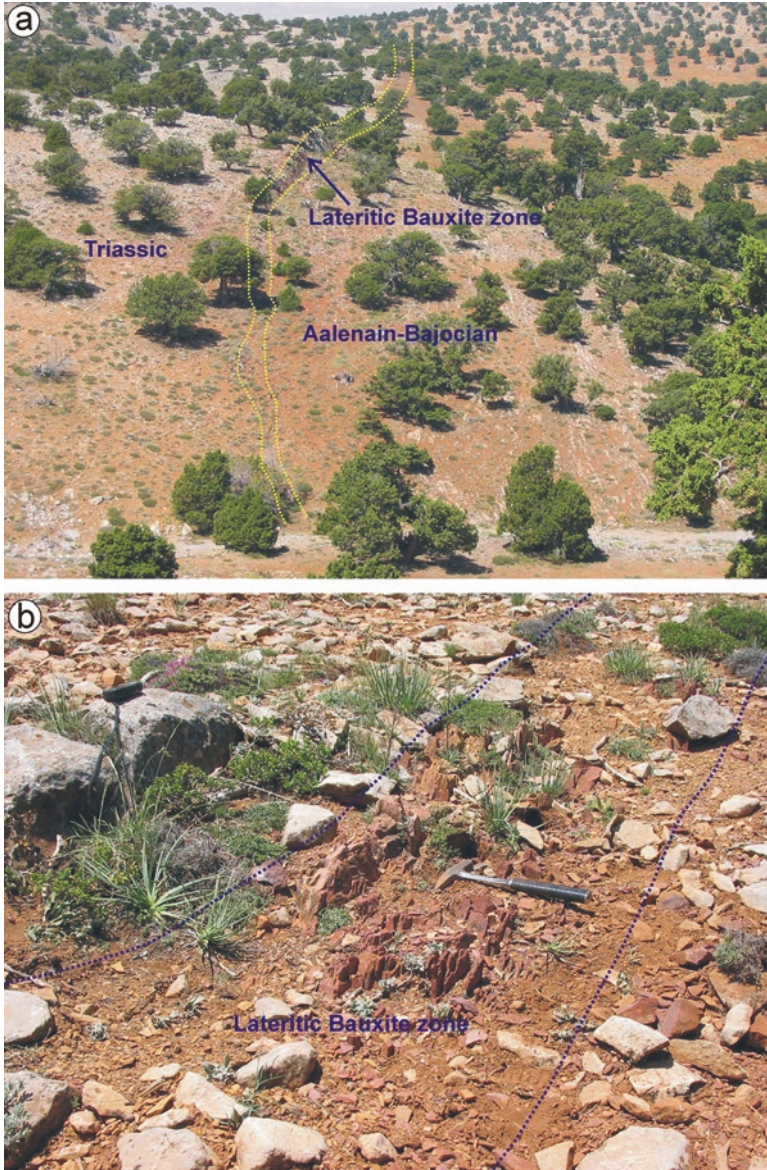 a
Lateritic Bauxite zone
Triassic
Aalenain-Bajocian
b
Lateritic Bauxite zone